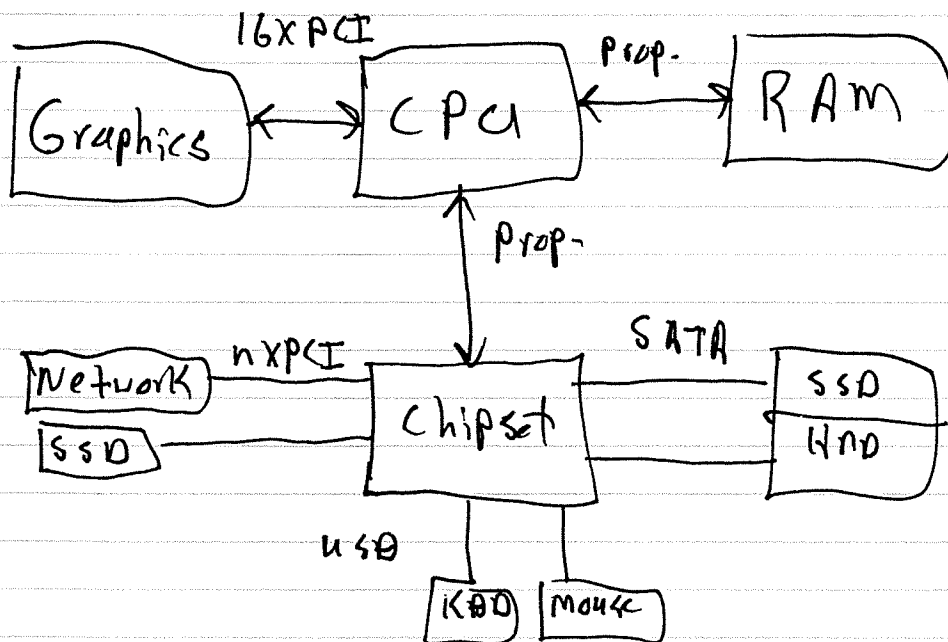 16XPCI
Prop.
Graphics
CPU
RAM
Prop.
nXPCI
SATA
Network
Chipset
SSD
SSD
HDD
USB
KBD
Mouse